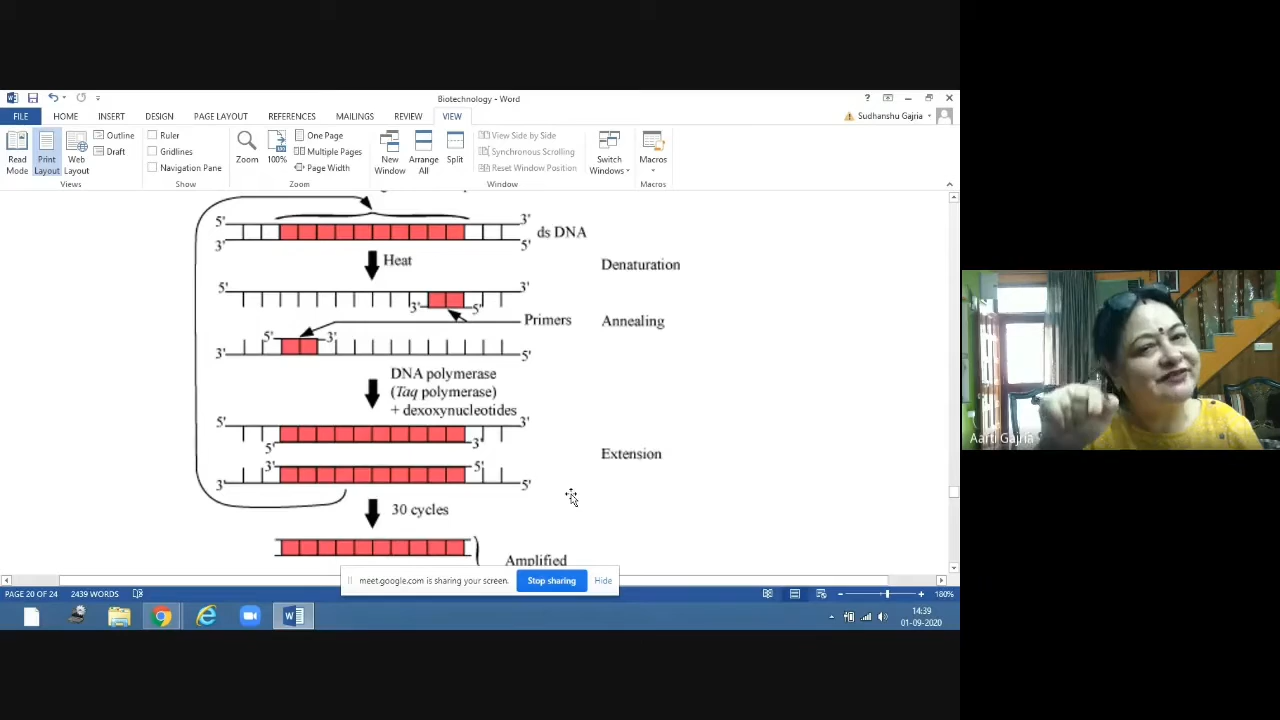 Biotechnology - Word
Sudhanshu Gajria
FILE HOME INSERT DESIGN PAGE LAYOUT REFERENCES MAILINGS REVIEW VIEW
Read Mode
Print Layout
Web Layout
Outline
Draft
Views
Ruler
Gridlines
Navigation Pane
Show
Zoom
100%
One Page
Multiple Pages
Page Width
Zoom
New Window
Arrange All
Split
View Side by Side
Synchronous Scrolling
Reset Window Position
Switch Windows
Window
Macros
Macros
5' 3'
ds DNA
3' 5'
Heat
Denaturation
5' 3'
3' 5'
Primers
Annealing
5' 3'
3' 5'
DNA polymerase
(Taq polymerase)
+ dexoxynucleotides
5' 3'
5' 3'
Extension
3' 5'
3' 5'
30 cycles
Amplified
meet.google.com is sharing your screen.
Stop sharing
Hide
PAGE 20 OF 24
2439 WORDS
180%
14:39
01-09-2020
Aarti Gajria